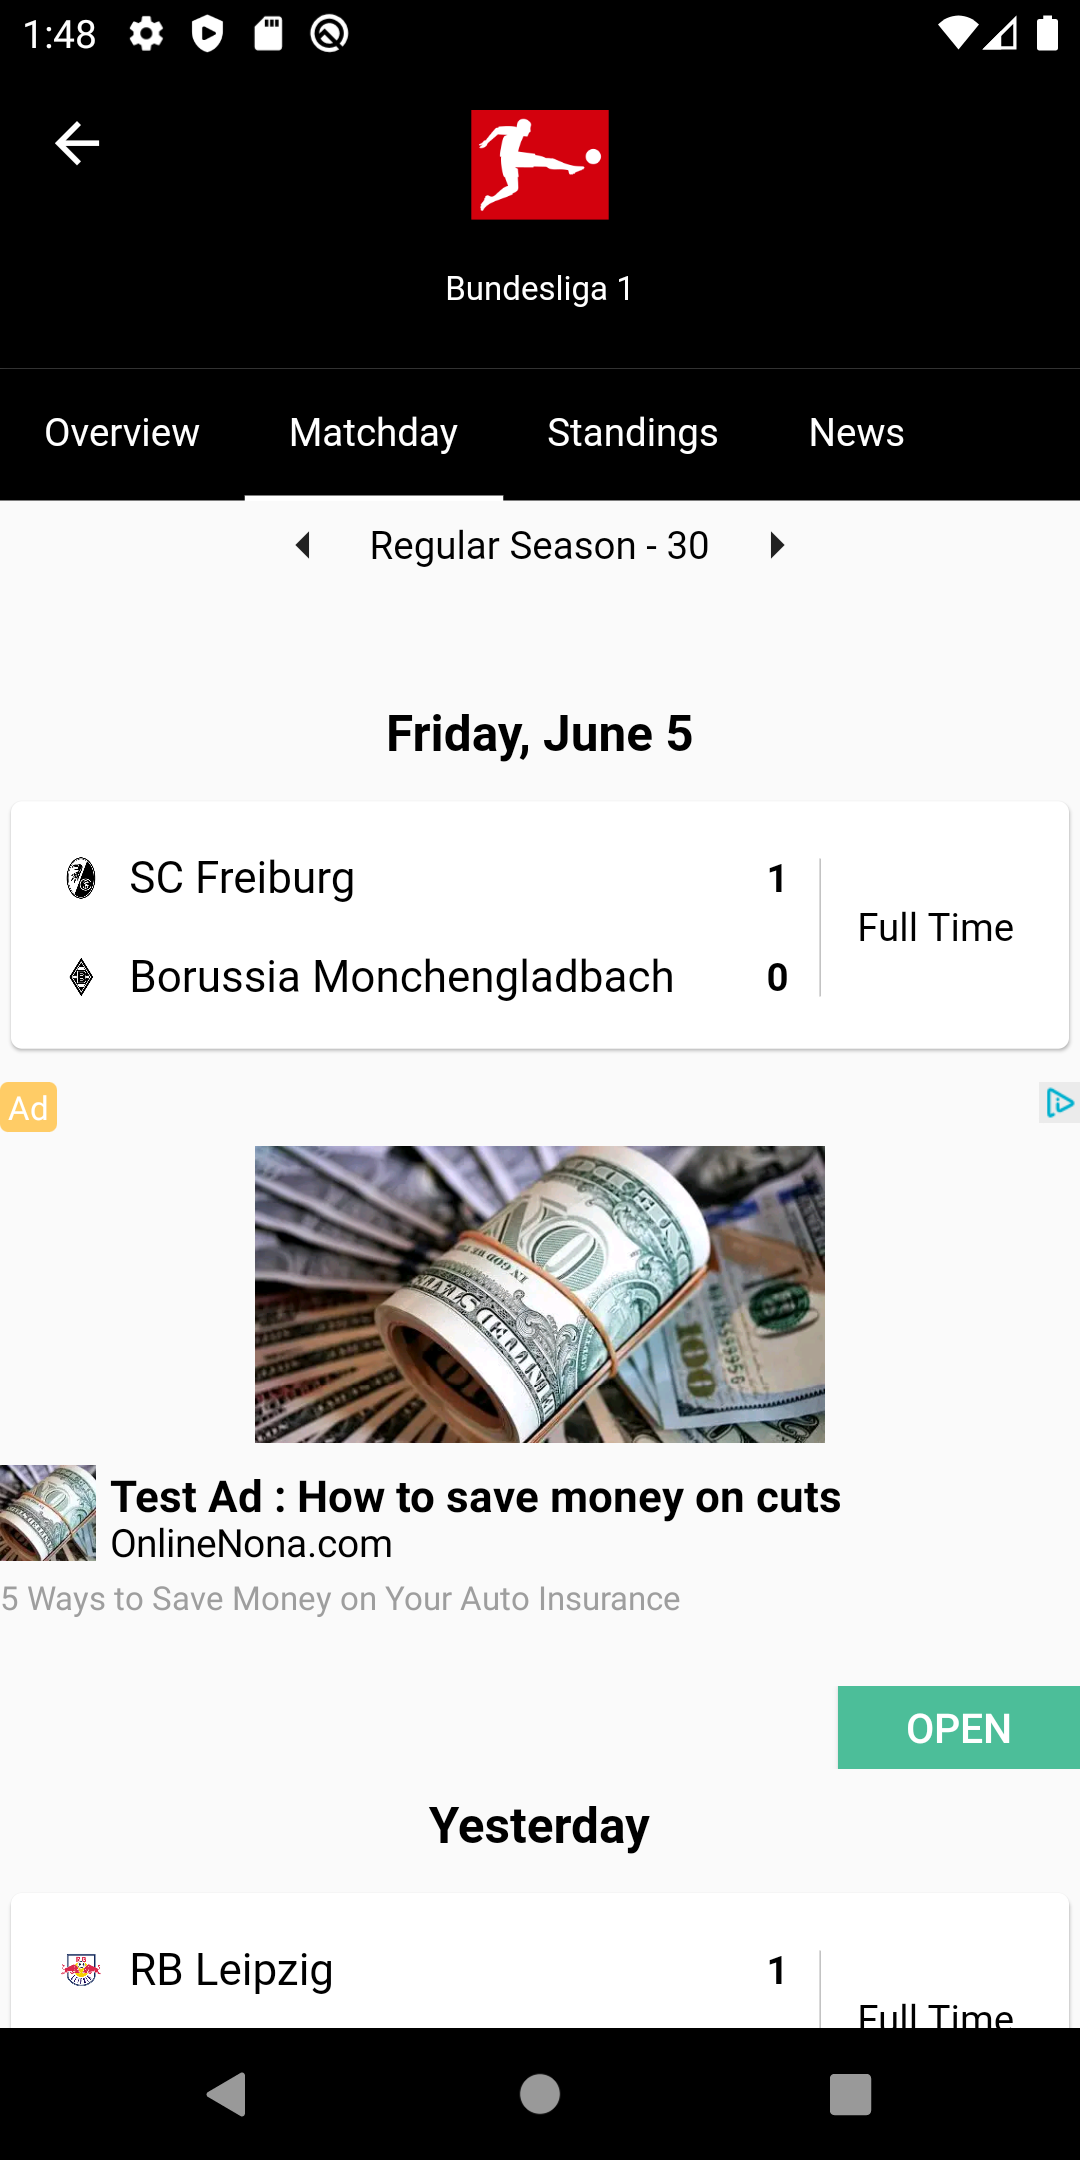 1:48
Bundesliga 1
Overview Matchday Standings News
Regular Season - 30
Friday, June 5
SC Freiburg 1
Full Time
Borussia Monchengladbach 0
Ad
Test Ad : How to save money on cuts
OnlineNona.com
5 Ways to Save Money on Your Auto Insurance
OPEN
Yesterday
RB Leipzig 1
Full Time